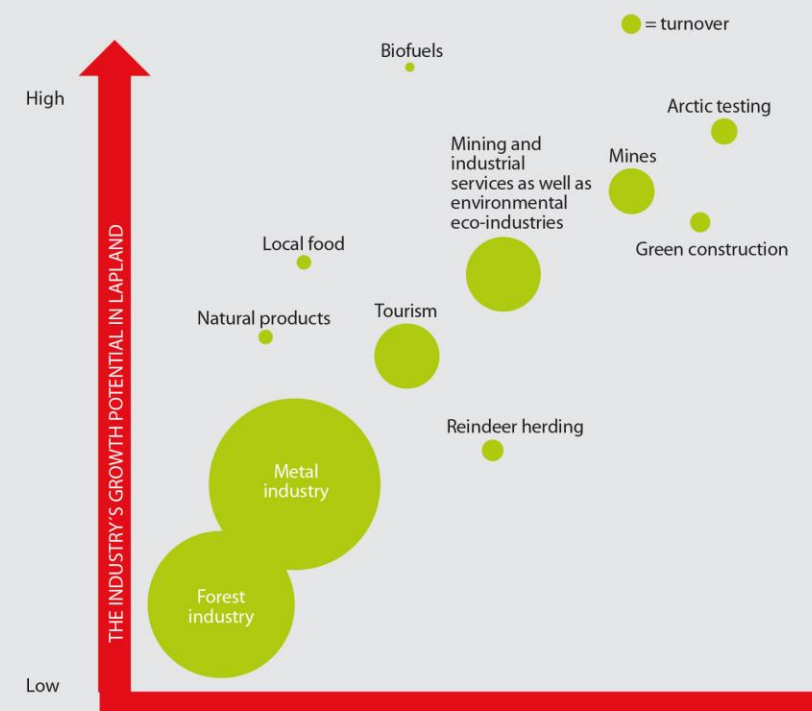 = turnover
Biofuels
High
Arctic testing
Mining and
industrial
services as well as
environmental
eco-industries
Mines
Local food
Green construction
Natural products
Tourism
THE INDUSTRY´S GROWTH POTENTIAL IN LAPLAND
Reindeer herding
Metal
industry
Forest
industry
Low